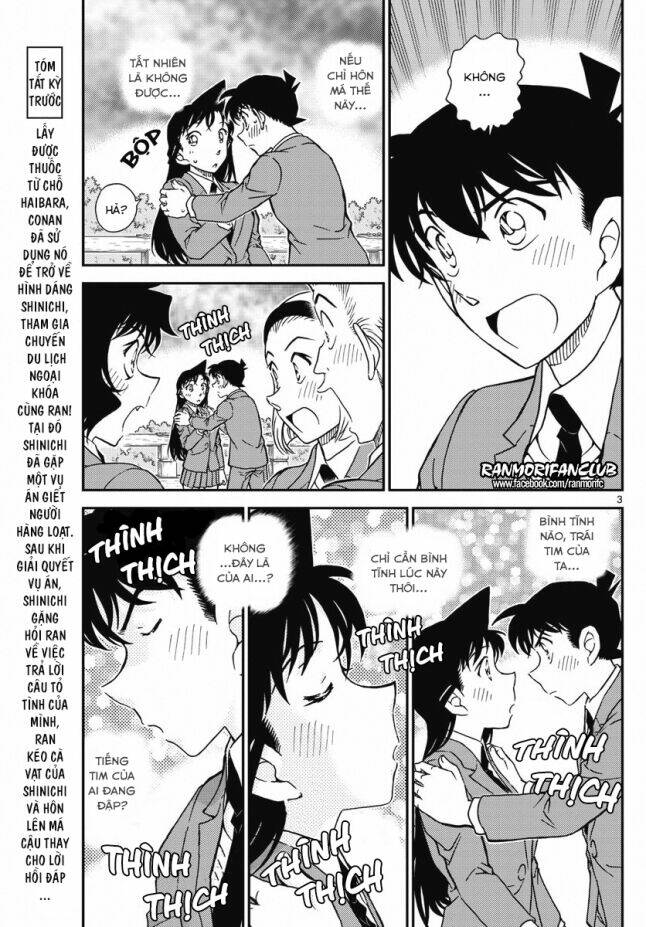 TÓM
TẮT KỲ
TRƯỚC
LẤY
ĐƯỢC
THUỐC
TỪ CHỖ
HAIBARA,
CONAN
ĐÃ SỬ
DỤNG NÓ
ĐỂ TRỞ VỀ
HÌNH DÁNG
SHINICHI,
THAM GIA
CHUYẾN
DU LỊCH
NGOẠI
KHÓA
CÙNG RAN!
TẠI ĐÓ
SHINICHI
ĐÃ GẶP
MỘT VỤ
ÁN GIẾT
NGƯỜI
HÀNG LOẠT.
SAU KHI
GIẢI QUYẾT
VỤ ÁN,
SHINICHI
GẶNG
HỎI RAN
VỀ VIỆC
TRẢ LỜI
CÂU TỎ
TÌNH CỦA
MÌNH,
RAN
KÉO CÀ
VẠT CỦA
SHINICHI
VÀ HÔN
LÊN MÁ
CẬU THAY
CHO LỜI
HỒI ĐÁP
...
KHÔNG
...
NẾU
CHỈ HÔN
MÁ THẾ
NÀY...
TẤT NHIÊN
LÀ KHÔNG
ĐƯỢC...
BỘP
HẢ?
THÌNH
THỊCH
RANMORIFANCLUB
www.facebook.com/ranmorifc
3
BÌNH TĨNH
NÀO, TRÁI
TIM CỦA
TA...
CHỈ CẦN BÌNH
TĨNH LÚC NÀY
THÔI...
THÌNH
THỊCH
THÌNH
THỊCH
KHÔNG
...ĐÂY LÀ
CỦA AI...?
THÌNH
THỊCH
TIẾNG
TIM CỦA
AI ĐANG
ĐẬP?
THÌNH
THỊCH
THÌNH
THỊCH